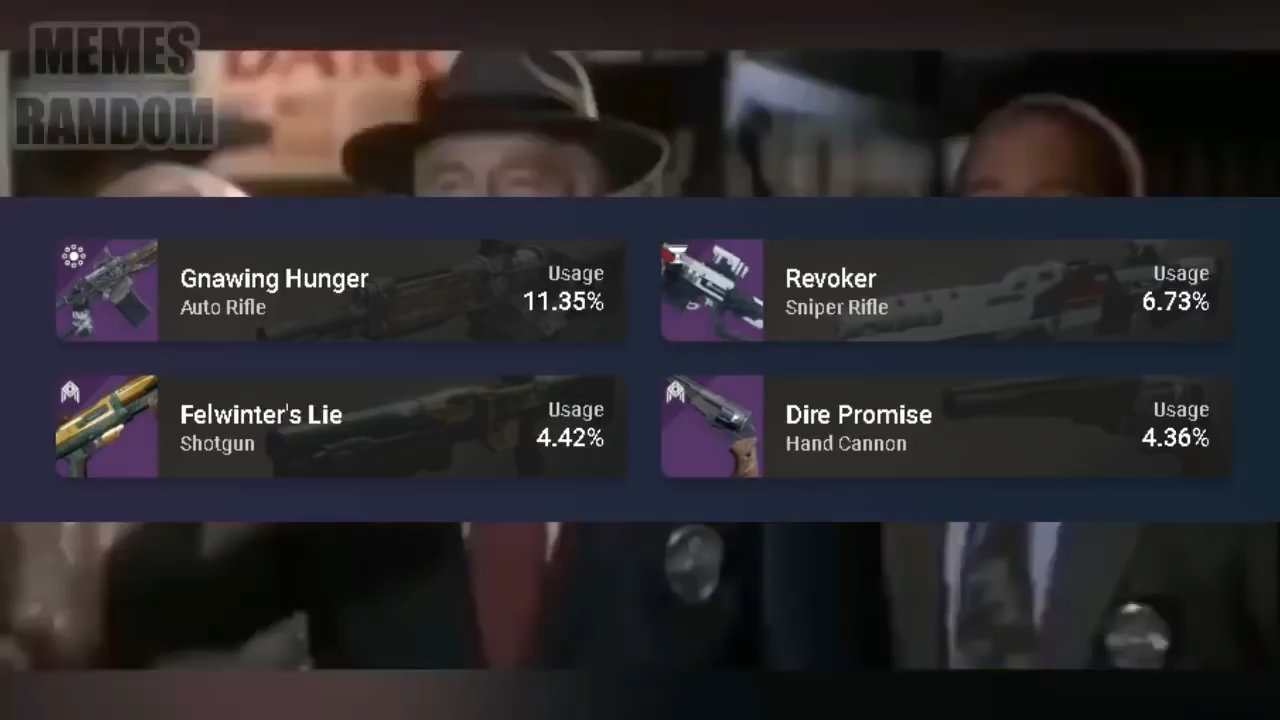 MEMES
RANDOM
Gnawing Hunger
Auto Rifle
Usage
11.35%
Revoker
Sniper Rifle
Usage
6.73%
Felwinter's Lie
Shotgun
Usage
4.42%
Dire Promise
Hand Cannon
Usage
4.36%